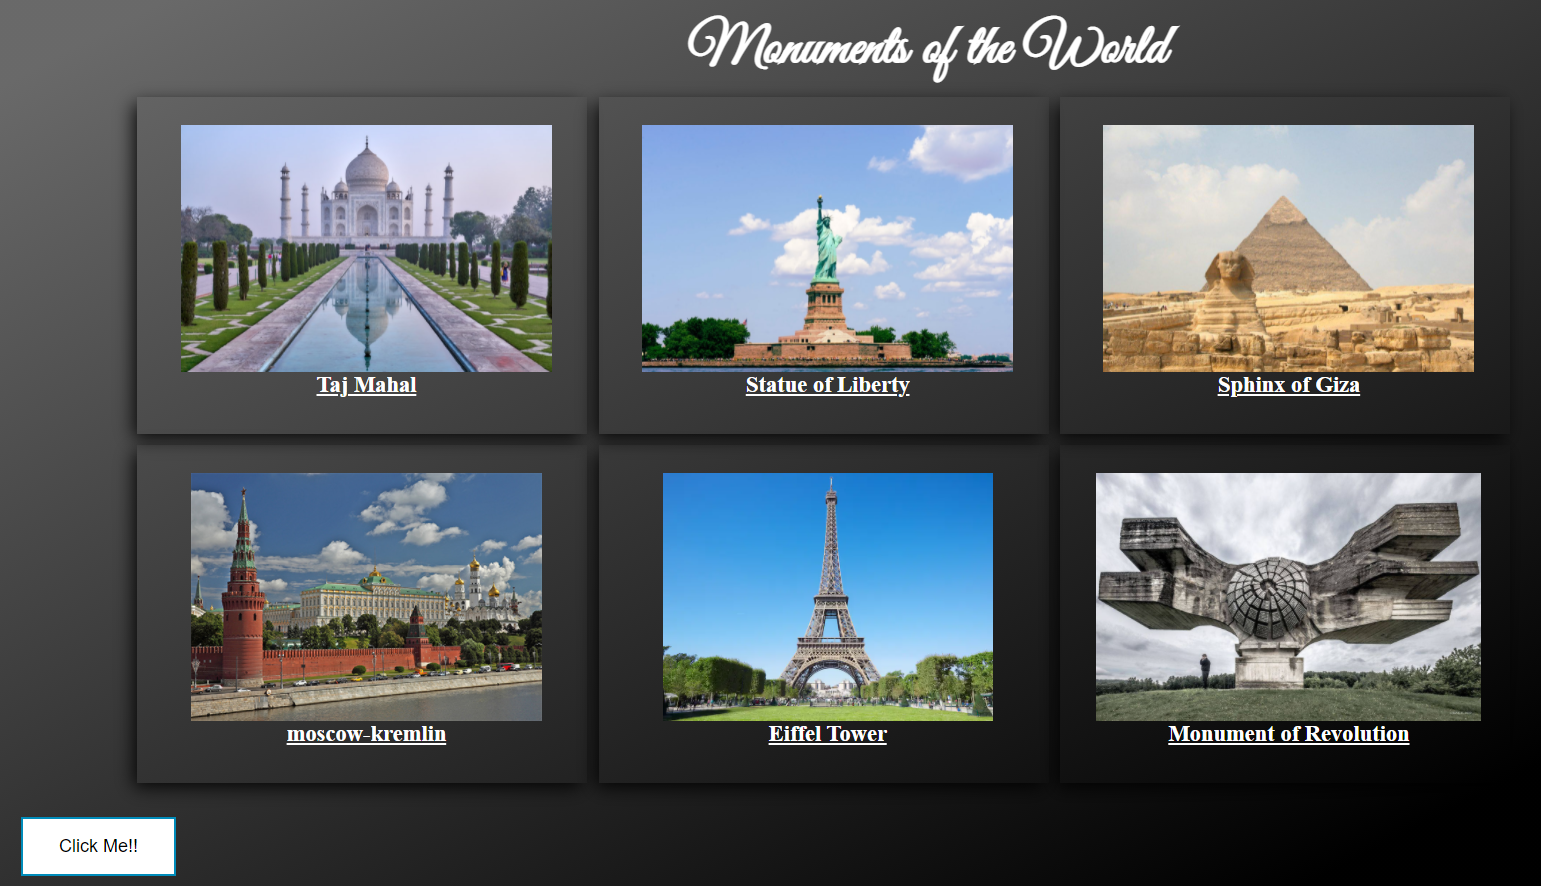 Monuments of the World
Taj Mahal
Statue of Liberty
Sphinx of Giza
moscow-kremlin
Eiffel Tower
Monument of Revolution
Click Me!!